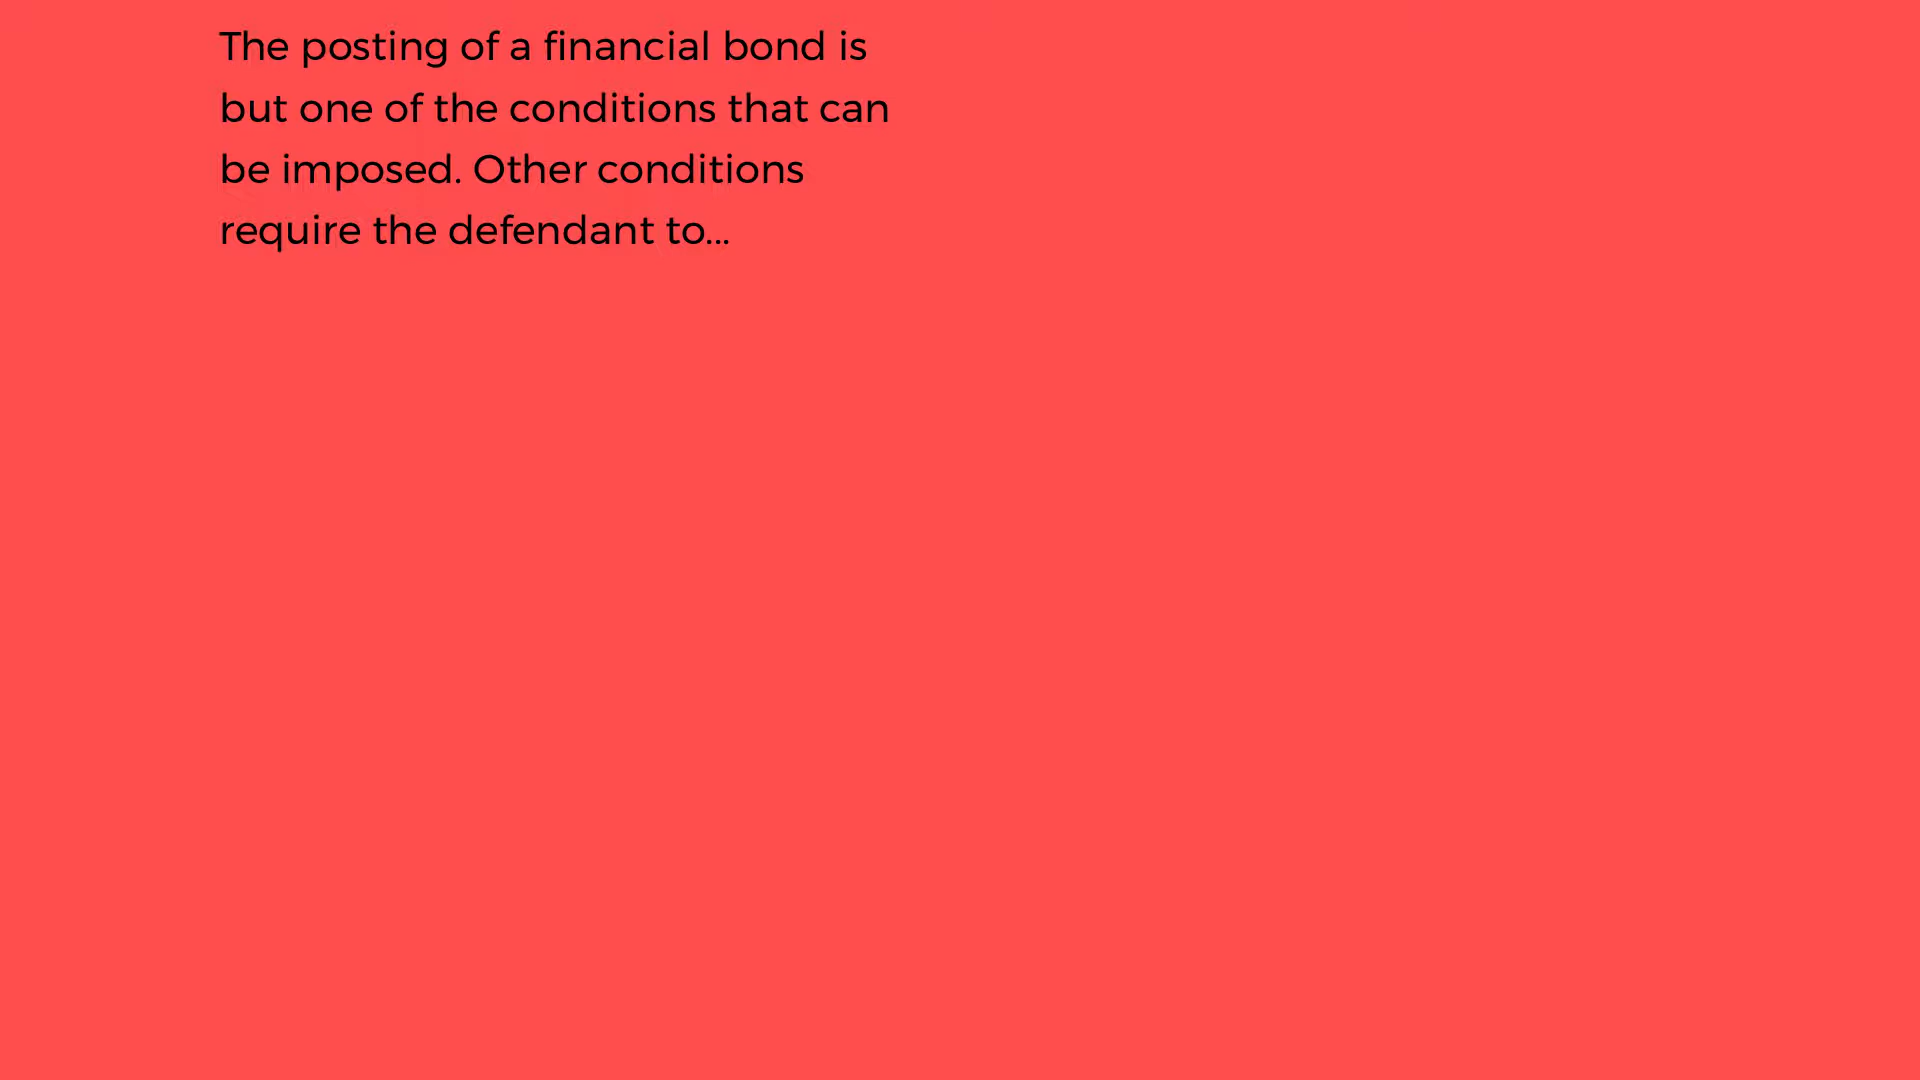 The posting of a financial bond is
but one of the conditions that can
be imposed. Other conditions
require the defendant to...